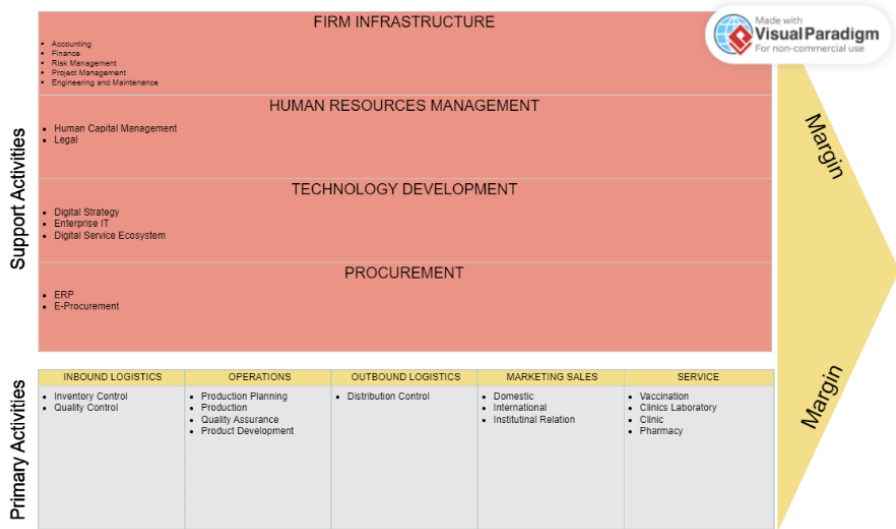 FIRM INFRASTRUCTURE
• Accounting
• Finance
• Risk Management
• Project Management
• Engineering and Maintenance
Made with
Visual Paradigm
For non-commercial use
HUMAN RESOURCES MANAGEMENT
• Human Capital Management
• Legal
TECHNOLOGY DEVELOPMENT
• Digital Strategy
• Enterprise IT
• Digital Service Ecosystem
PROCUREMENT
• ERP
• E-Procurement
Support Activities
Margin
Margin
Primary Activities
INBOUND LOGISTICS
• Inventory Control
• Quality Control
OPERATIONS
• Production Planning
• Production
• Quality Assurance
• Product Development
OUTBOUND LOGISTICS
• Distribution Control
MARKETING SALES
• Domestic
• International
• Institutinal Relation
SERVICE
• Vaccination
• Clinics Laboratory
• Clinic
• Pharmacy